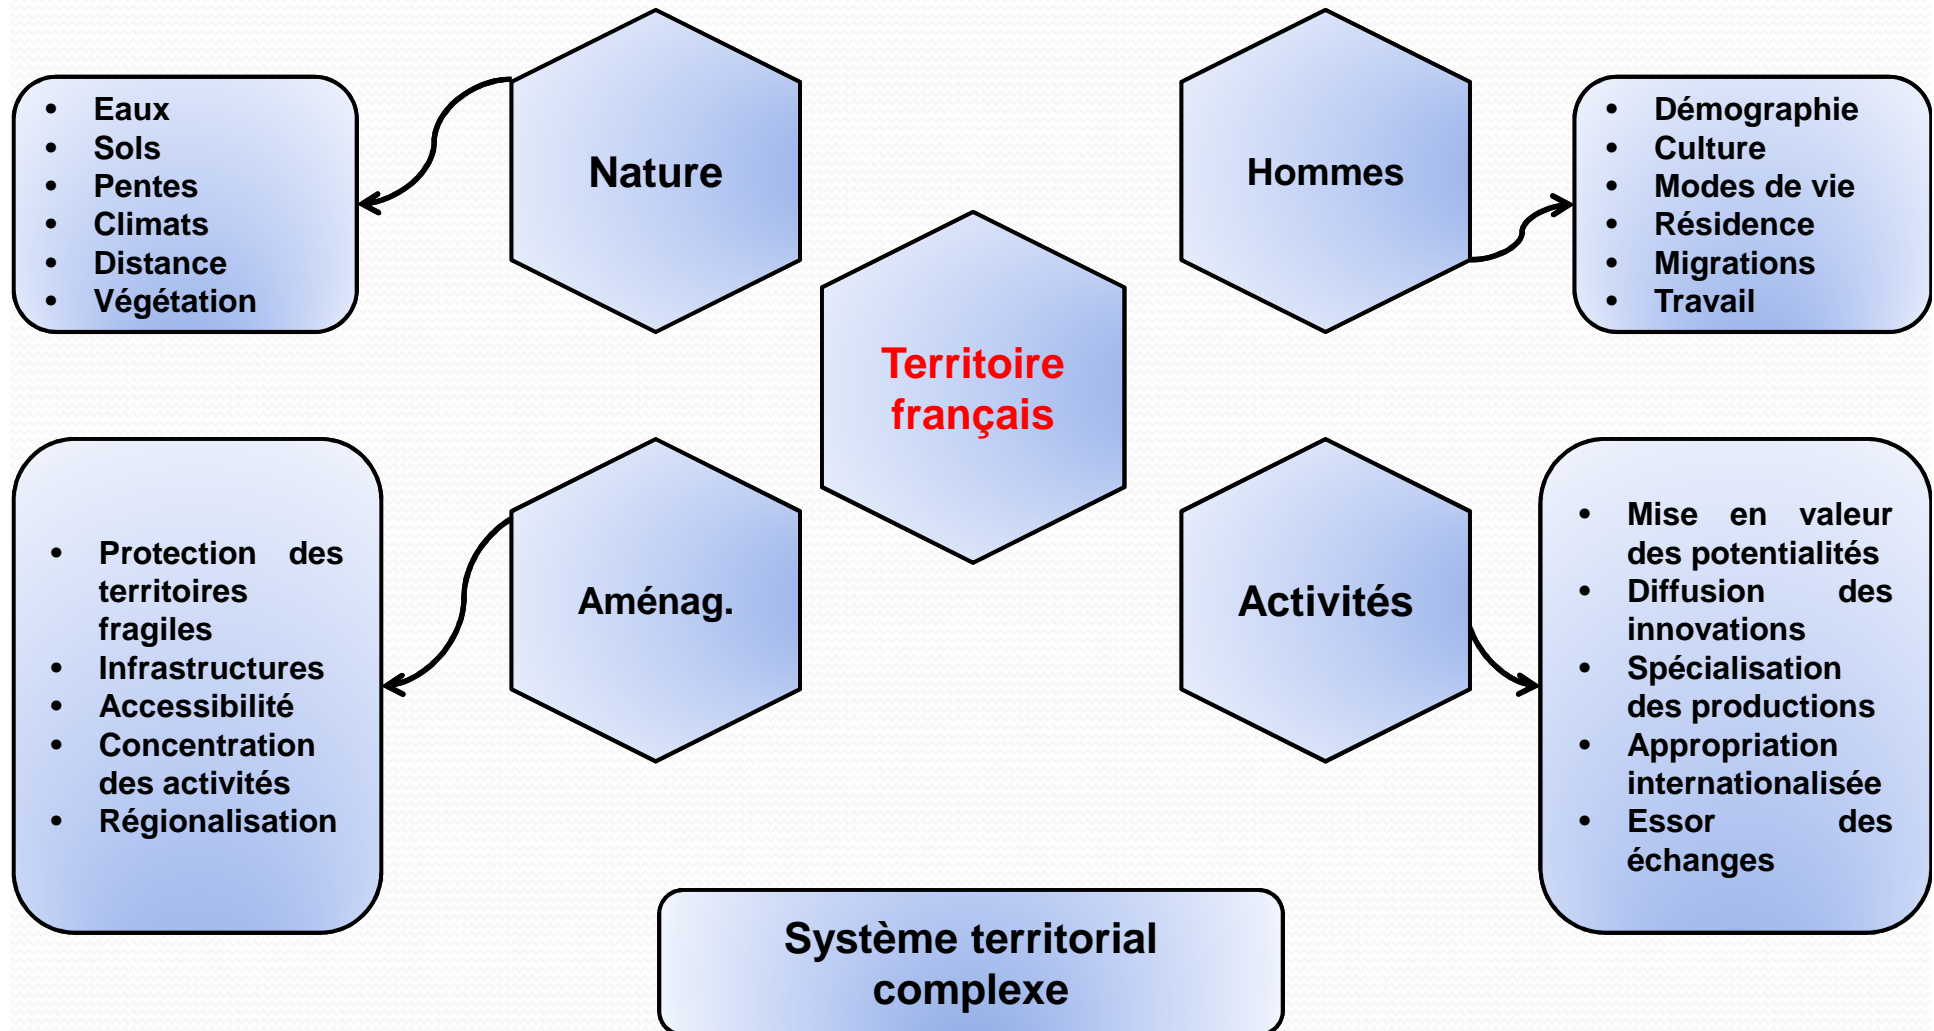 • Eaux
• Sols
• Pentes
• Climats
• Distance
• Végétation
Nature
Hommes
• Démographie
• Culture
• Modes de vie
• Résidence
• Migrations
• Travail
Territoire
français
• Protection des
territoires
fragiles
• Infrastructures
• Accessibilité
• Concentration
des activités
• Régionalisation
Aménag.
Activités
• Mise en valeur
des potentialités
• Diffusion des
innovations
• Spécialisation
des productions
• Appropriation
internationalisée
• Essor des
échanges
Système territorial
complexe